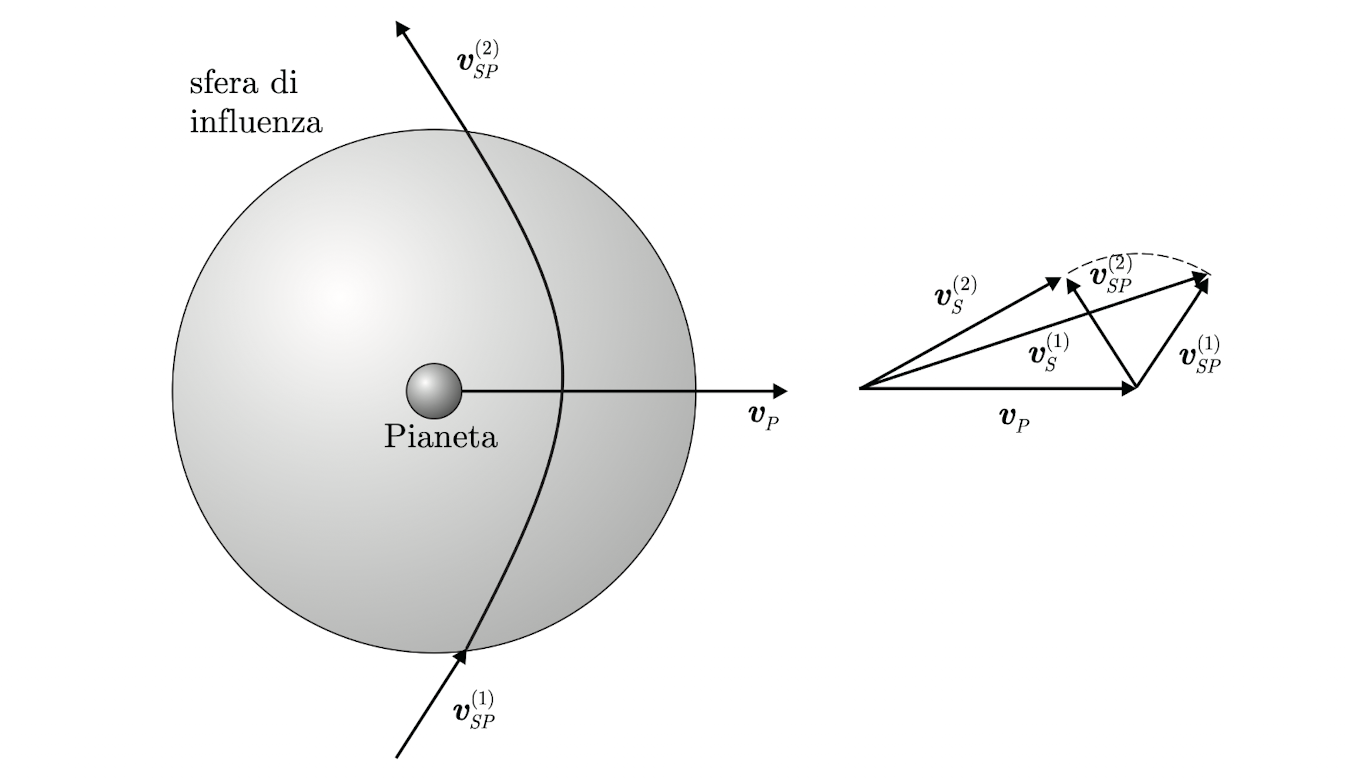 v_SP^(2)
sfera di
influenza
v_P
Pianeta
v_SP^(1)
v_SP^(2)
v_S^(2)
v_S^(1)
v_SP^(1)
v_P